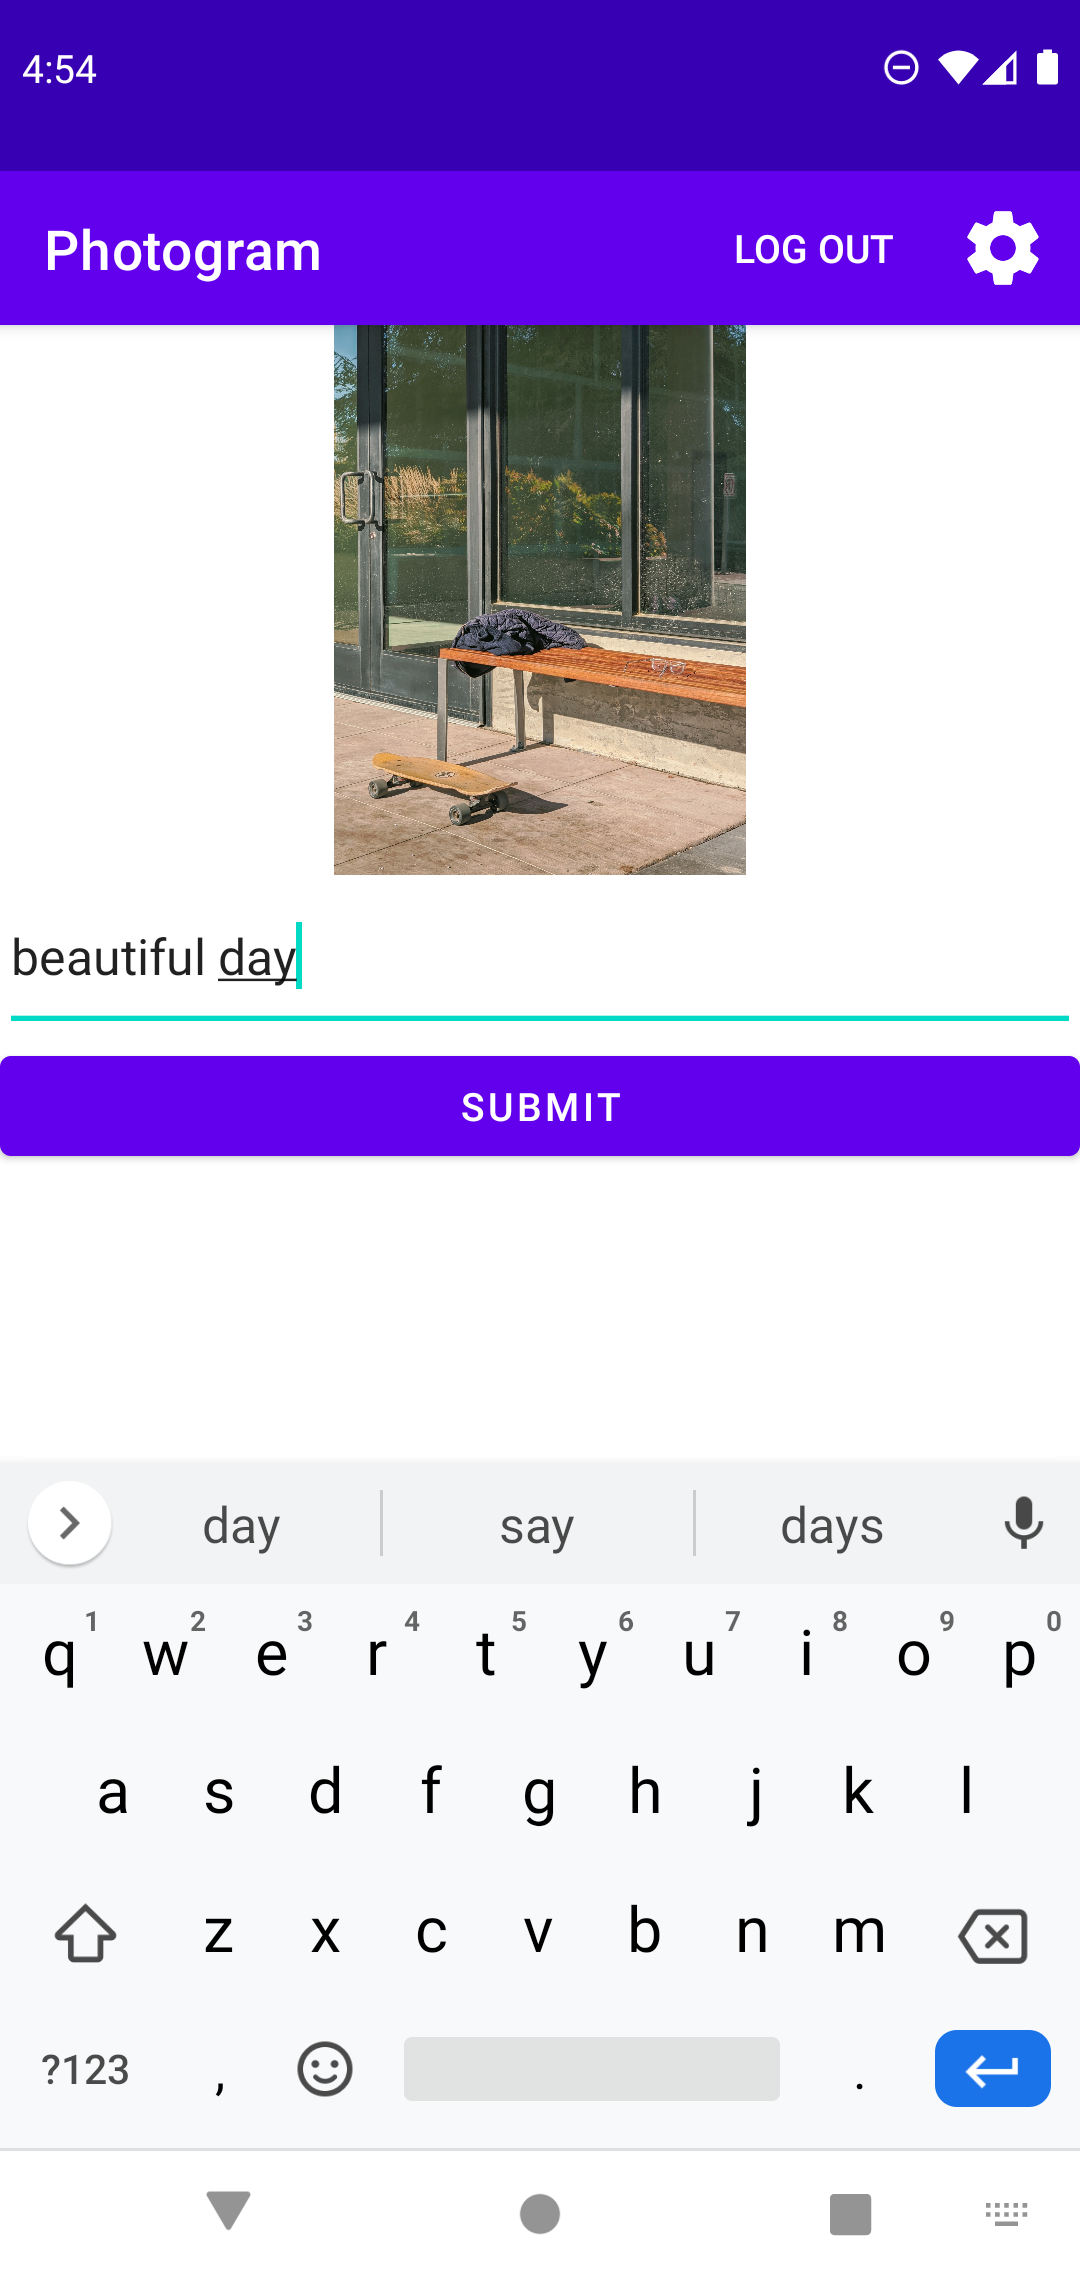 4:54
Photogram LOG OUT
beautiful day
SUBMIT
day say days
1 2 3 4 5 6 7 8 9 0
q w e r t y u i o p
a s d f g h j k l
z x c v b n m
?123 , .